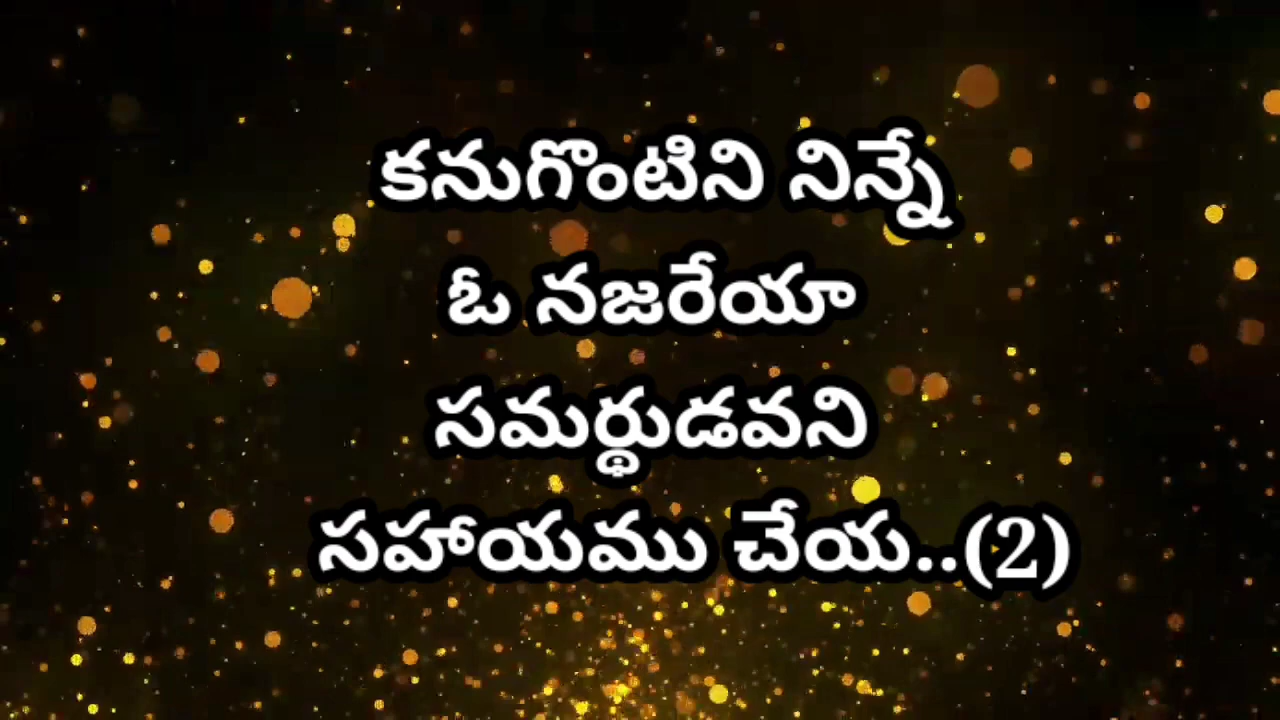 కనుగొంటిని నిన్నే
ఓ నజరేయా
సమర్థుడవని
సహాయము చేయ..(2)